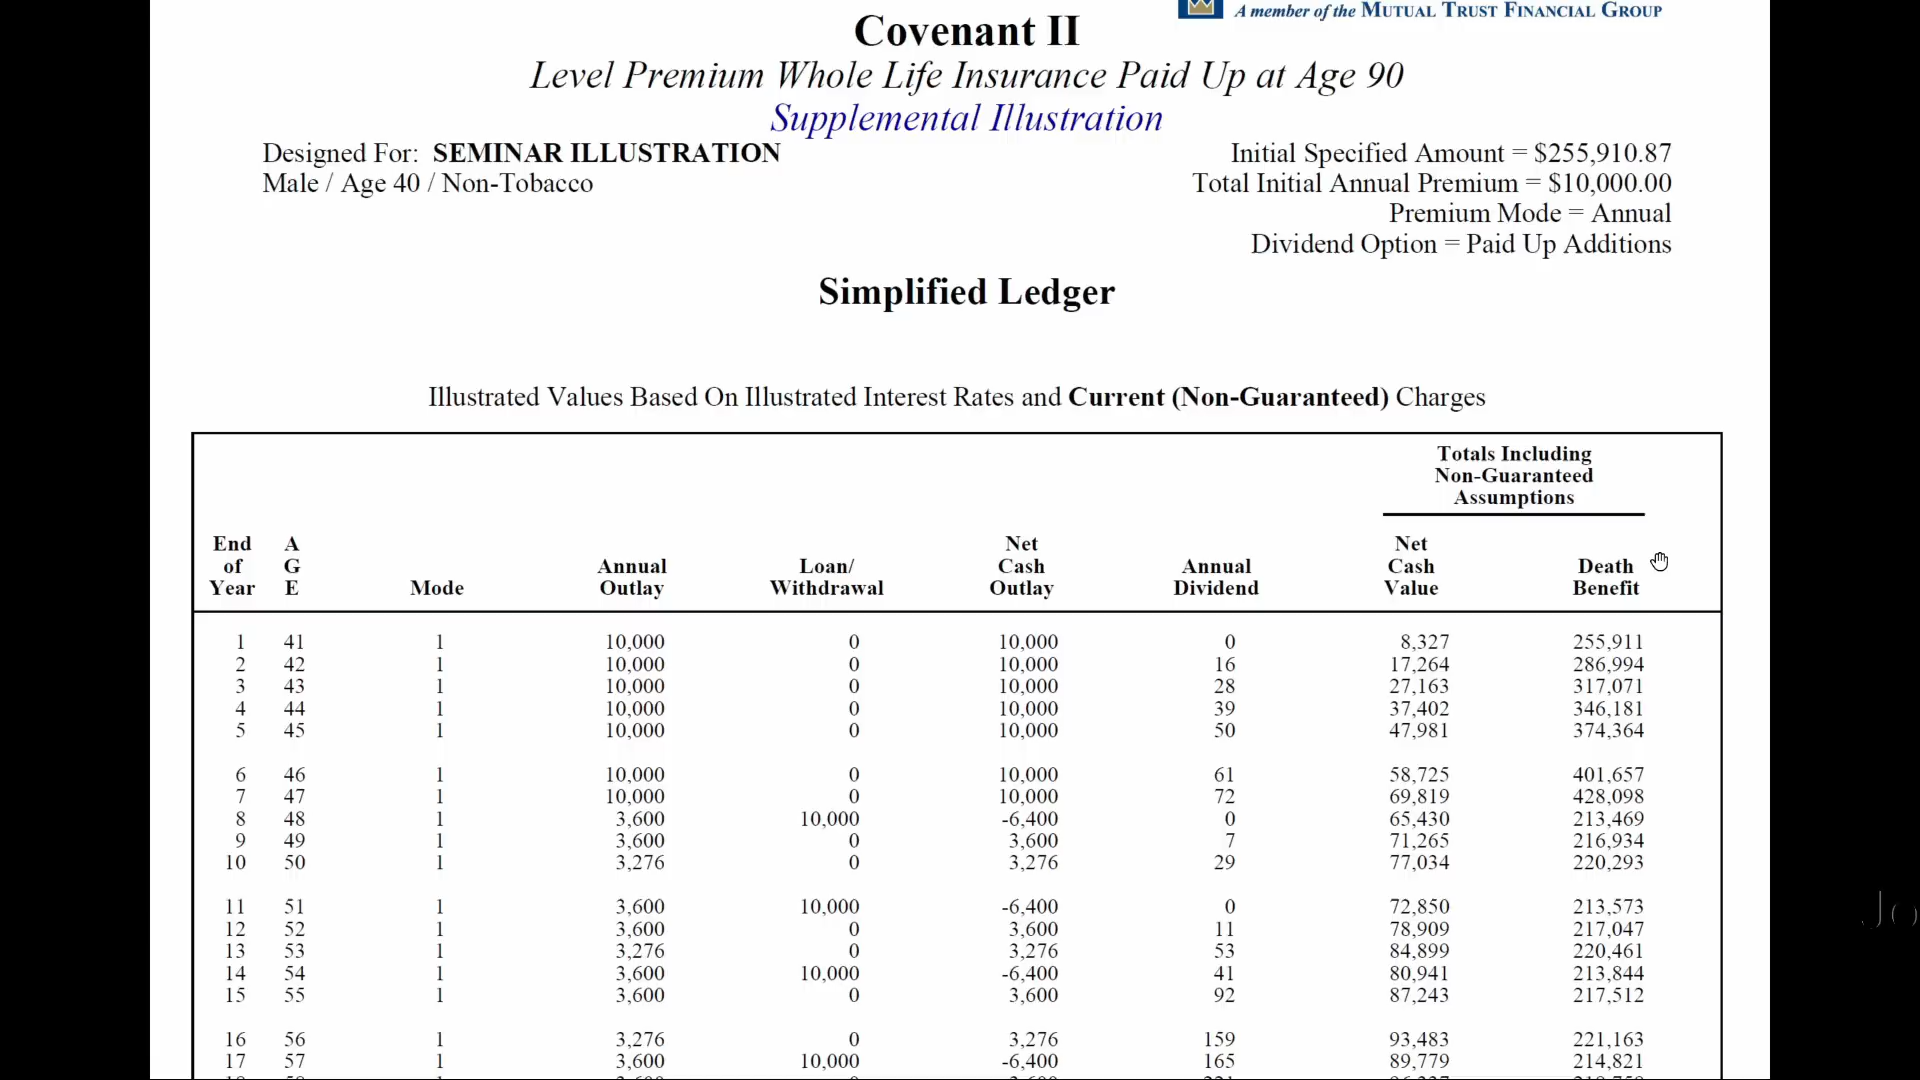 A member of the MUTUAL TRUST FINANCIAL GROUP
Covenant II
Level Premium Whole Life Insurance Paid Up at Age 90
Supplemental Illustration
Designed For: SEMINAR ILLUSTRATION
Male / Age 40 / Non-Tobacco
Initial Specified Amount = $255,910.87
Total Initial Annual Premium = $10,000.00
Premium Mode = Annual
Dividend Option = Paid Up Additions
Simplified Ledger
Illustrated Values Based On Illustrated Interest Rates and Current (Non-Guaranteed) Charges
Totals Including
Non-Guaranteed
Assumptions
End of Year AGE Mode Annual Outlay Loan/ Withdrawal Net Cash Outlay Annual Dividend Net Cash Value Death Benefit
1 41 1 10,000 0 10,000 0 8,327 255,911
2 42 1 10,000 0 10,000 16 17,264 286,994
3 43 1 10,000 0 10,000 28 27,163 317,071
4 44 1 10,000 0 10,000 39 37,402 346,181
5 45 1 10,000 0 10,000 50 47,981 374,364
6 46 1 10,000 0 10,000 61 58,725 401,657
7 47 1 10,000 0 10,000 72 69,819 428,098
8 48 1 3,600 10,000 -6,400 0 65,430 213,469
9 49 1 3,600 0 3,600 7 71,265 216,934
10 50 1 3,276 0 3,276 29 77,034 220,293
11 51 1 3,600 10,000 -6,400 0 72,850 213,573
12 52 1 3,600 0 3,600 11 78,909 217,047
13 53 1 3,276 0 3,276 53 84,899 220,461
14 54 1 3,600 10,000 -6,400 41 80,941 213,844
15 55 1 3,600 0 3,600 92 87,243 217,512
16 56 1 3,276 0 3,276 159 93,483 221,163
17 57 1 3,600 10,000 -6,400 165 89,779 214,821
Jo